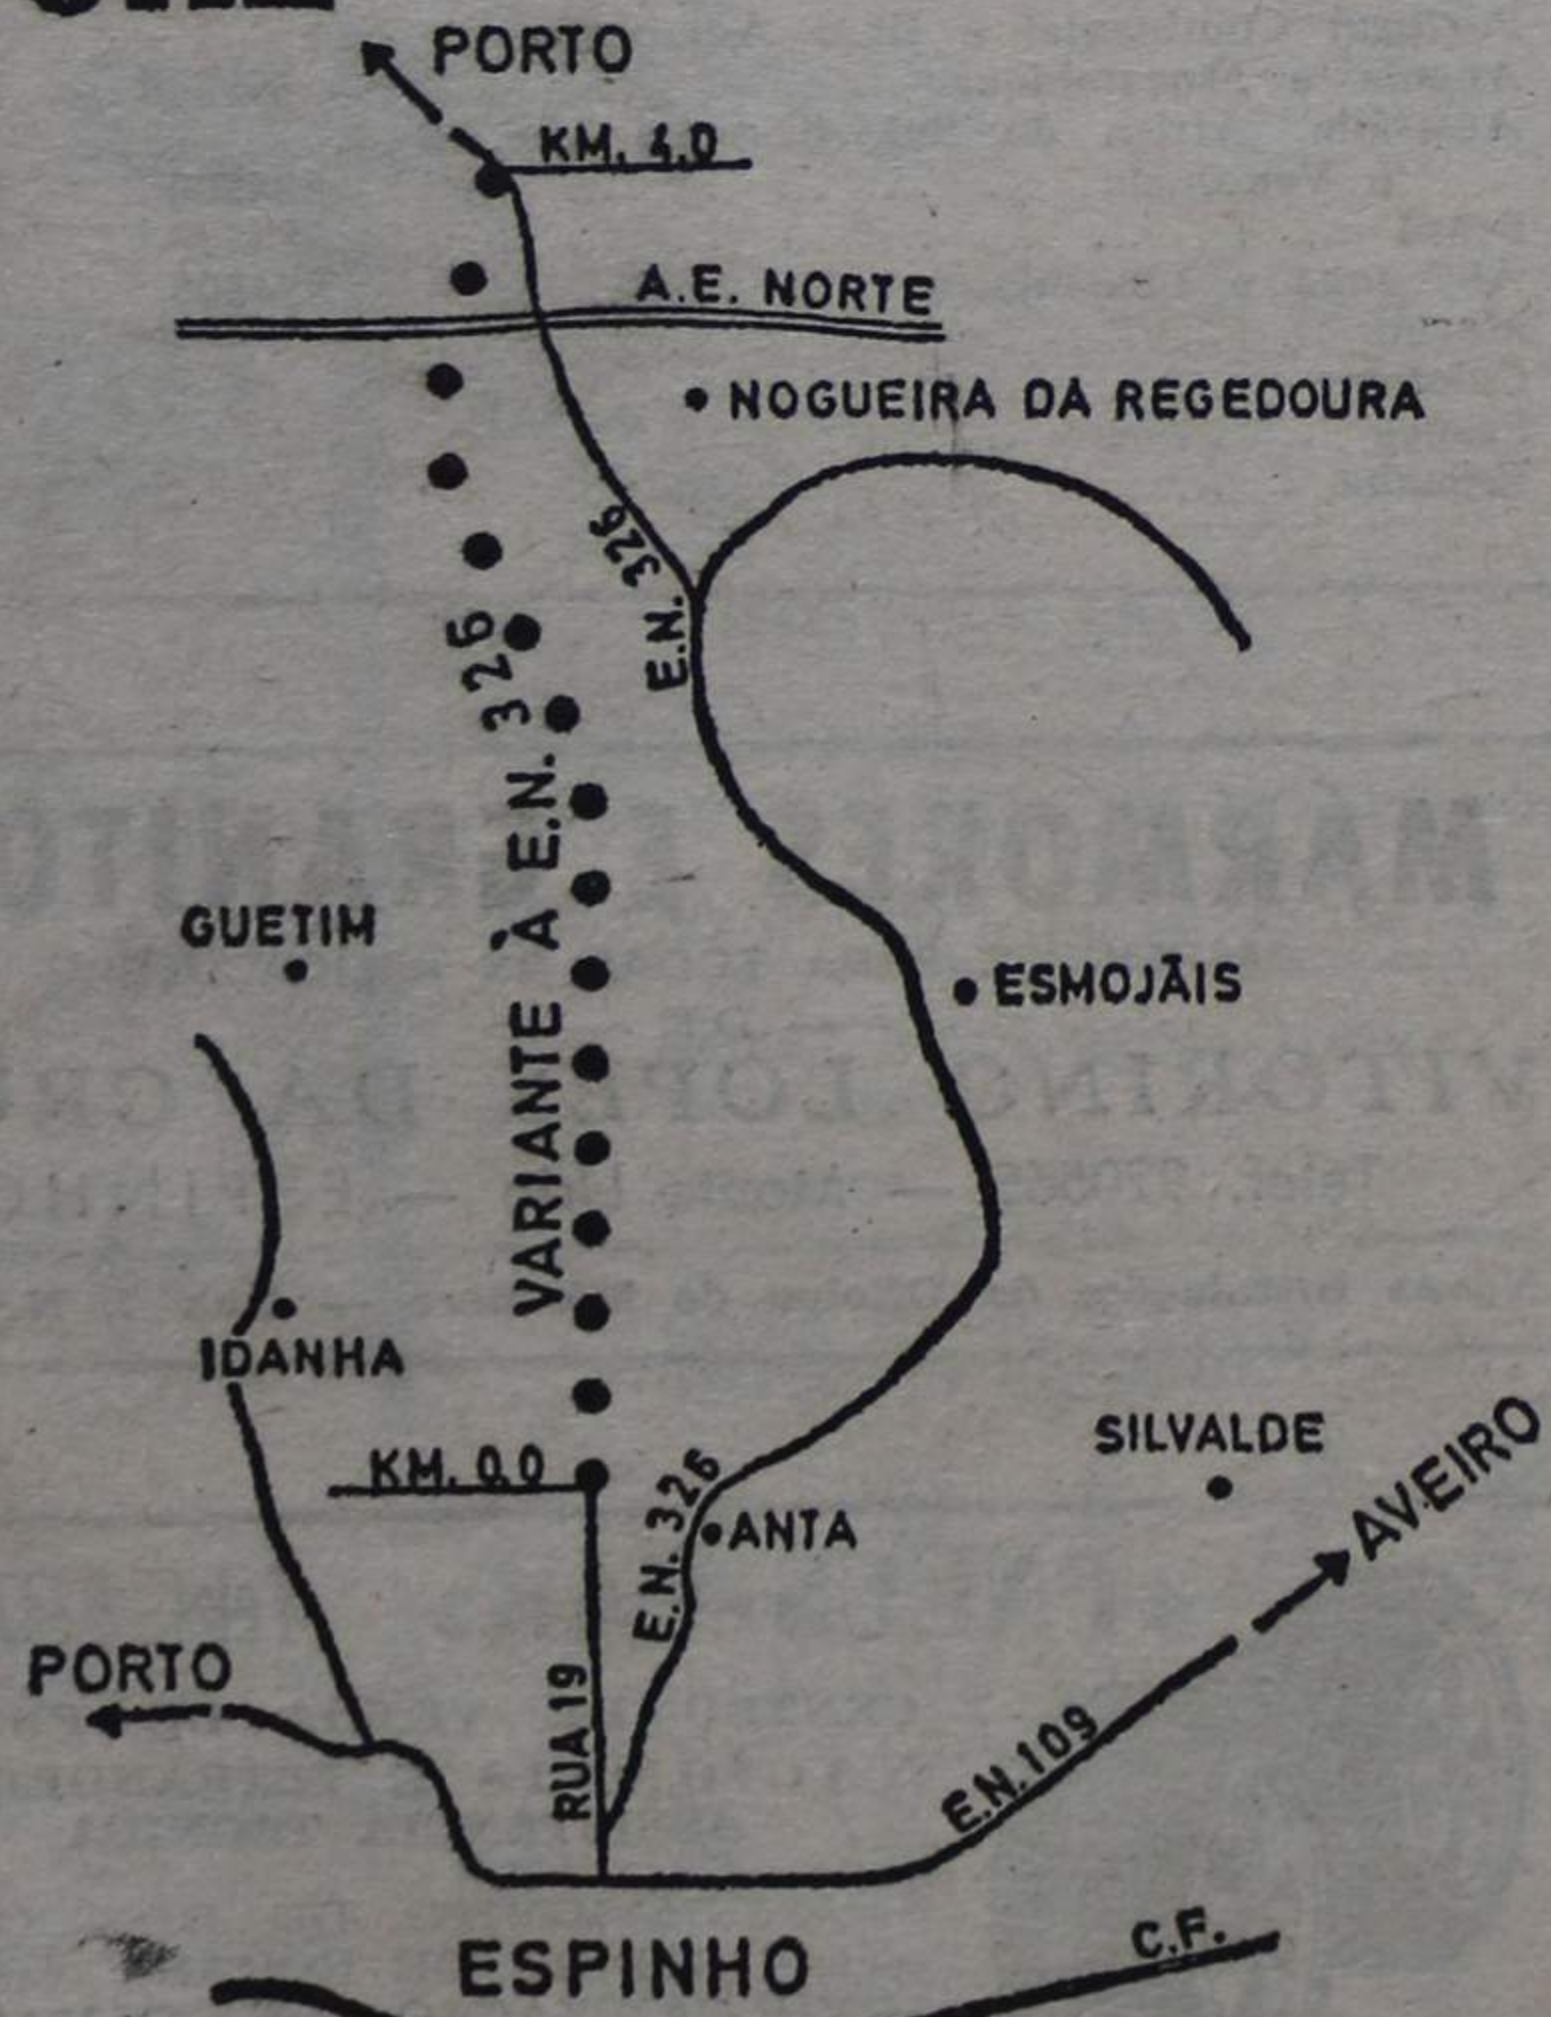 PORTO
KM. 4.0
A.E. NORTE
NOGUEIRA DA REGEDOURA
E.N. 326
VARIANTE À E.N. 326
GUETIM
ESMOJÃIS
IDANHA
KM. 0.0
SILVALDE
AVEIRO
E.N. 326
ANTA
PORTO
RUA 19
E.N. 109
ESPINHO
C.F.